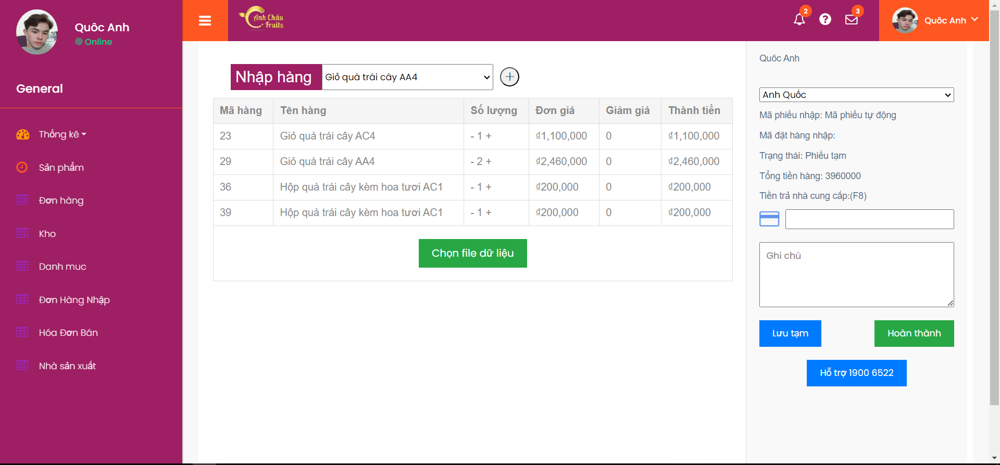 Quôc Anh
Online
General
Thống kê
Sản phẩm
Đơn hàng
Kho
Danh muc
Đơn Hàng Nhập
Hóa Đơn Bán
Nhà sản xuất
Anh Châu
Fruits
2
3
Quôc Anh
Nhập hàng Giỏ quà trái cây AA4
Mã hàng Tên hàng Số lượng Đơn giá Giảm giá Thành tiền
23 Giỏ quà trái cây AC4 - 1 + ₫1,100,000 0 ₫1,100,000
29 Giỏ quà trái cây AA4 - 2 + ₫2,460,000 0 ₫2,460,000
36 Hộp quà trái cây kèm hoa tươi AC1 - 1 + ₫200,000 0 ₫200,000
39 Hộp quà trái cây kèm hoa tươi AC1 - 1 + ₫200,000 0 ₫200,000
Chọn file dữ liệu
Quôc Anh
Anh Quốc
Mã phiếu nhập: Mã phiếu tự động
Mã đặt hàng nhập:
Trạng thái: Phiếu tạm
Tổng tiền hàng: 3960000
Tiền trả nhà cung cấp:(F8)
Ghi chú
Lưu tạm
Hoàn thành
Hỗ trợ 1900 6522